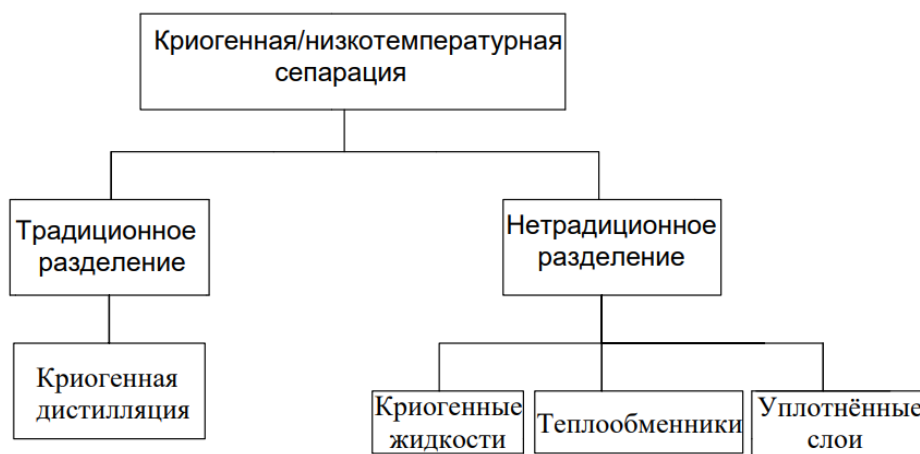 Криогенная/низкотемпературная
сепарация
Традиционное
разделение
Нетрадиционное
разделение
Криогенная
дистилляция
Криогенные
жидкости
Теплообменники
Уплотнённые
слои